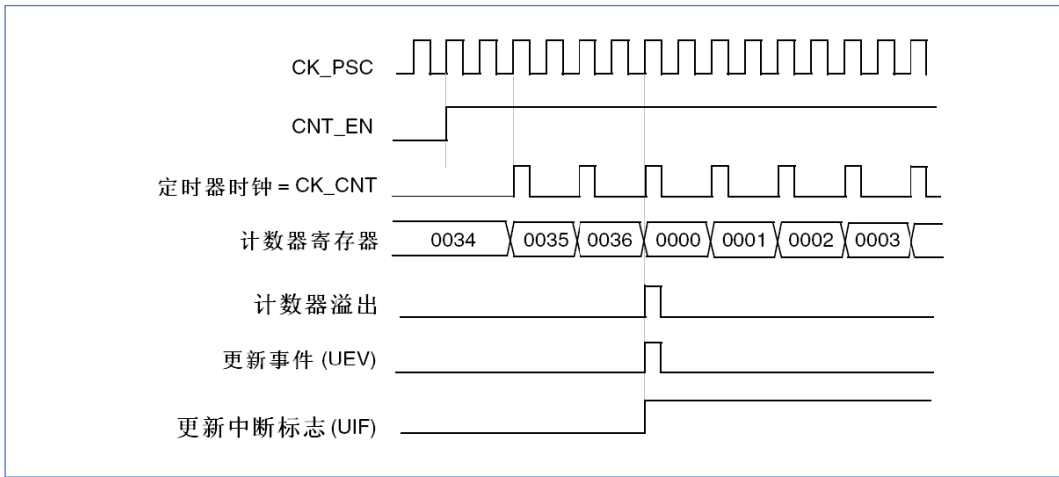 CK_PSC
CNT_EN
定时器时钟 = CK_CNT
计数器寄存器 0034 0035 0036 0000 0001 0002 0003
计数器溢出
更新事件 (UEV)
更新中断标志 (UIF)